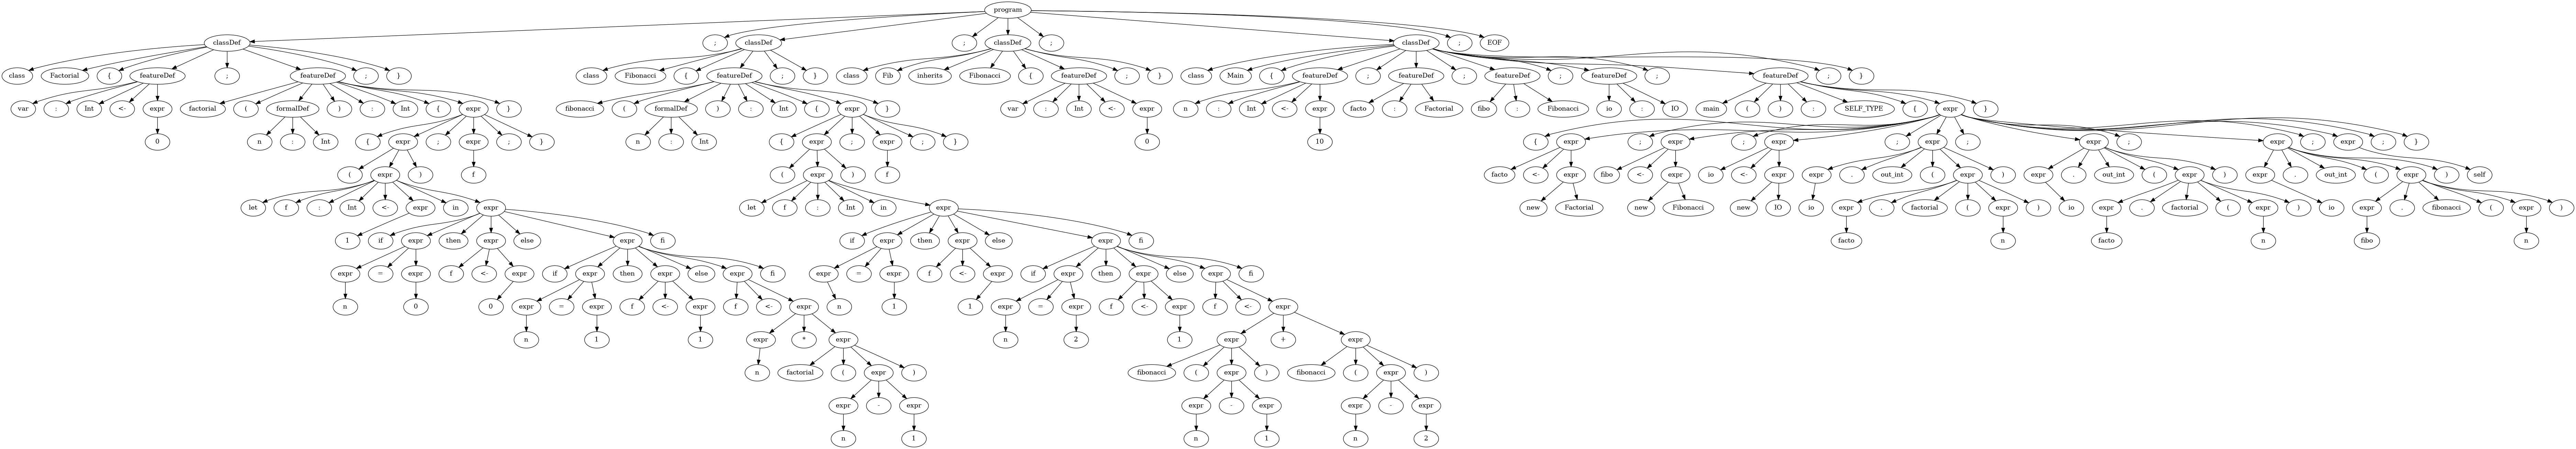 program
classDef ; classDef ; classDef ; classDef ; EOF
class Factorial { featureDef ; featureDef ; } class Fibonacci { featureDef ; } class Fib inherits Fibonacci { featureDef ; } class Main { featureDef ; featureDef ; featureDef ; featureDef ; featureDef ; }
var : Int <- expr factorial ( formalDef ) : Int { expr } fibonacci ( formalDef ) : Int { expr } var : Int <- expr n : Int <- expr facto : Factorial fibo : Fibonacci io : IO main ( ) : SELF_TYPE { expr }
0 n : Int { expr ; expr ; } n : Int { expr ; expr ; } 0 10 { expr ; expr ; expr ; expr ; expr ; expr ; expr ; }
( expr ) f ( expr ) f facto <- expr fibo <- expr io <- expr expr . out_int ( expr ) expr . out_int ( expr ) expr . out_int ( expr ) self
let f : Int <- expr in expr let f : Int in expr new Factorial new Fibonacci new IO io expr . factorial ( expr ) io expr . factorial ( expr ) io expr . fibonacci ( expr )
1 if expr then expr else expr fi if expr then expr else expr fi facto n facto n fibo n
expr = expr f <- expr if expr then expr else expr fi expr = expr f <- expr if expr then expr else expr fi
n 0 0 expr = expr f <- expr f <- expr n 1 1 expr = expr f <- expr f <- expr
n 1 1 expr * expr n 2 1 expr + expr
n factorial ( expr ) fibonacci ( expr ) fibonacci ( expr )
expr - expr expr - expr expr - expr
n 1 n 1 n 2